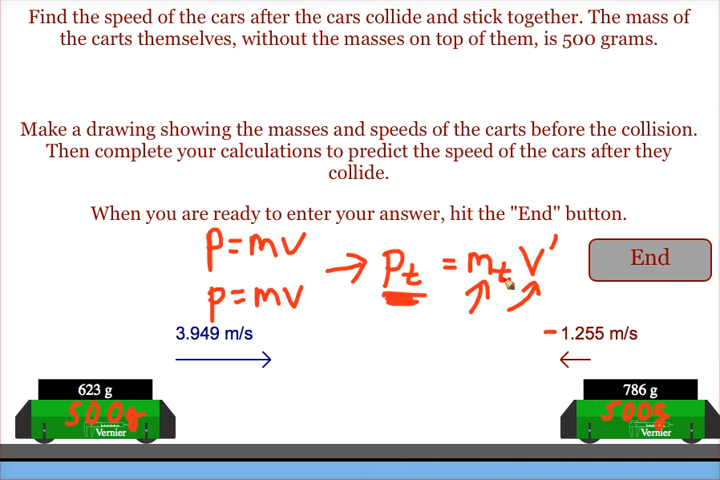 Find the speed of the cars after the cars collide and stick together. The mass of
the carts themselves, without the masses on top of them, is 500 grams.
Make a drawing showing the masses and speeds of the carts before the collision.
Then complete your calculations to predict the speed of the cars after they
collide.
When you are ready to enter your answer, hit the "End" button.
p=mv
→ pt = mt v'
End
p=mv
3.949 m/s
-1.255 m/s
623 g
786 g
500g
500g
Vernier
Vernier